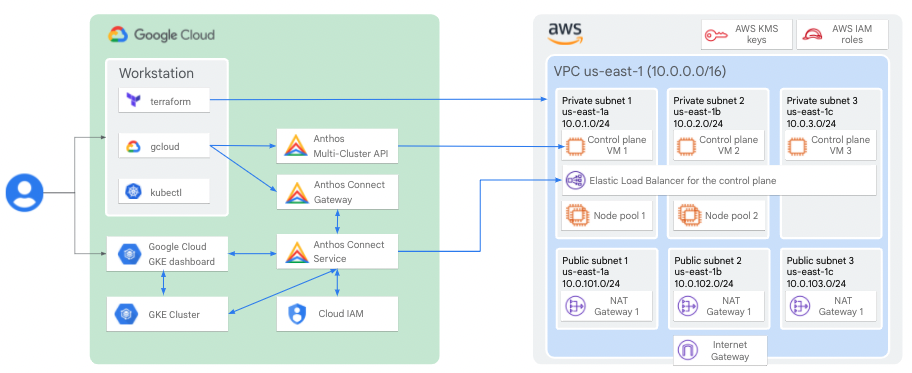 Google Cloud
Workstation
terraform
gcloud
kubectl
Google Cloud
GKE dashboard
GKE Cluster
Anthos
Multi-Cluster API
Anthos Connect
Gateway
Anthos Connect
Service
Cloud IAM
aws
AWS KMS
keys
AWS IAM
roles
VPC us-east-1 (10.0.0.0/16)
Private subnet 1
us-east-1a
10.0.1.0/24
Private subnet 2
us-east-1b
10.0.2.0/24
Private subnet 3
us-east-1c
10.0.3.0/24
Control plane
VM 1
Control plane
VM 2
Control plane
VM 3
Elastic Load Balancer for the control plane
Node pool 1
Node pool 2
Public subnet 1
us-east-1a
10.0.101.0/24
Public subnet 2
us-east-1b
10.0.102.0/24
Public subnet 3
us-east-1c
10.0.103.0/24
NAT
Gateway 1
NAT
Gateway 1
NAT
Gateway 1
Internet
Gateway